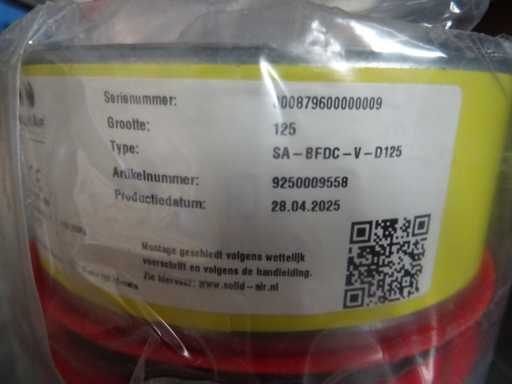 Serienummer: 00879600000009
Grootte: 125
Type: SA-BFDC-V-D125
Artikelnummer: 9250009558
Productiedatum: 28.04.2025
Montage geschiedt volgens wettelijk
voorschrift en volgens de handleiding.
Zie hiervoor: www.solid-air.nl